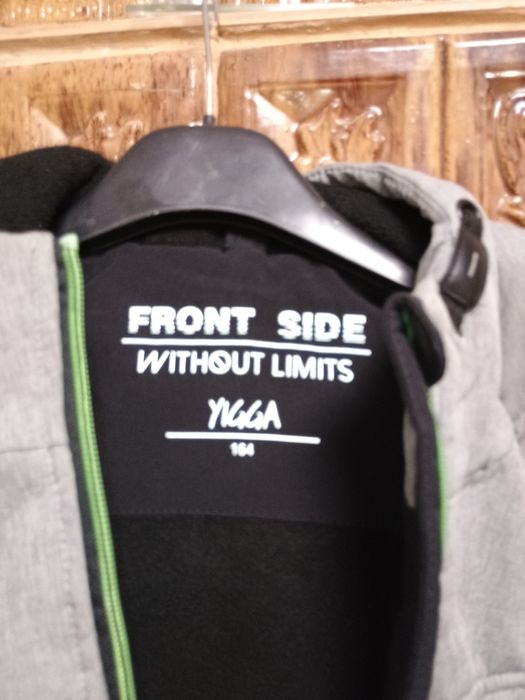 FRONT SIDE
WITHOUT LIMITS
YIGGA
164